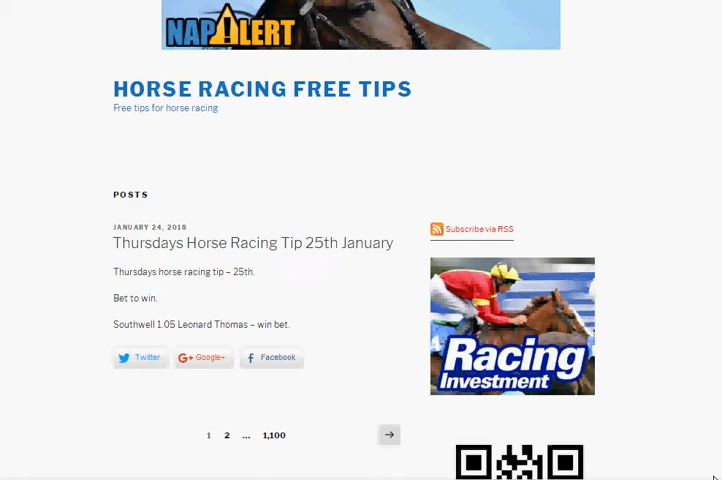 NAP ALERT
HORSE RACING FREE TIPS
Free tips for horse racing
POSTS
JANUARY 24, 2018
Thursdays Horse Racing Tip 25th January
Thursdays horse racing tip – 25th.
Bet to win.
Southwell 1.05 Leonard Thomas – win bet.
Twitter
G+ Google+
f Facebook
1 2 ... 1,100
Subscribe via RSS
Racing
Investment